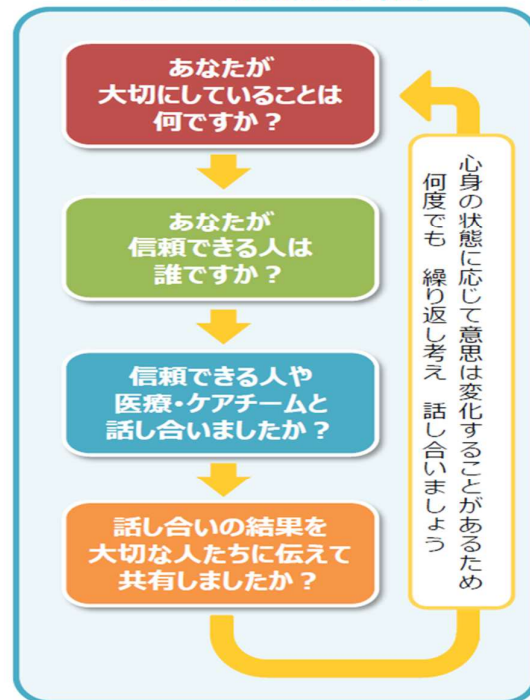 あなたが
大切にしていることは
何ですか？
あなたが
信頼できる人は
誰ですか？
信頼できる人や
医療・ケアチームと
話し合いましたか？
話し合いの結果を
大切な人たちに伝えて
共有しましたか？
心身の状態に応じて意思は変化することがあるため
何度でも　繰り返し考え　話し合いましょう